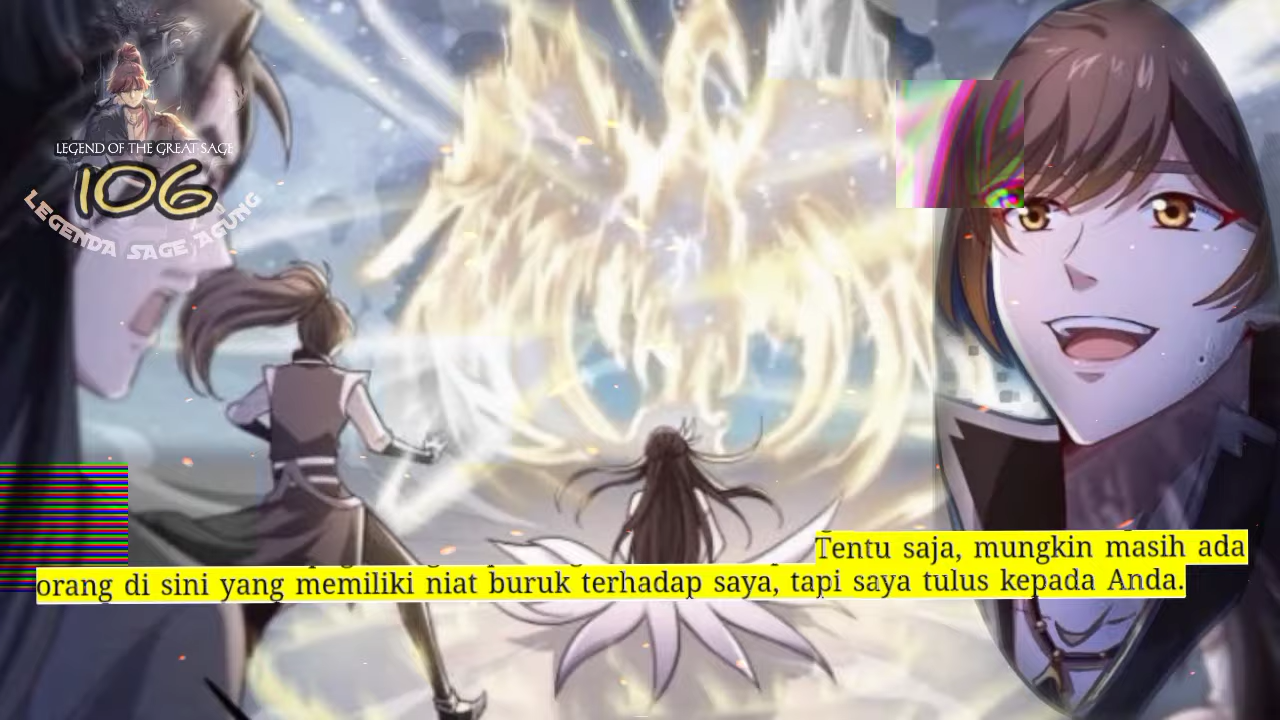 LEGEND OF THE GREAT SAGE
106
LEGENDA SAGE AGUNG
Tentu saja, mungkin masih ada
orang di sini yang memiliki niat buruk terhadap saya, tapi saya tulus kepada Anda.